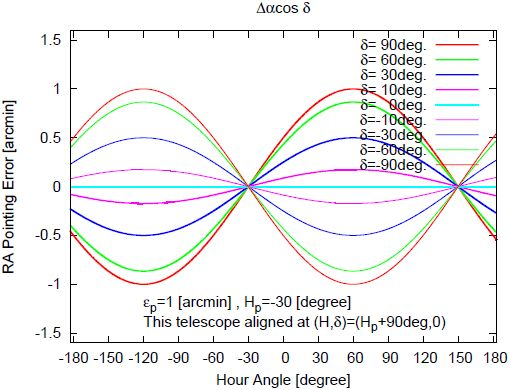 Δαcos δ
RA Pointing Error [arcmin]
1.5
1
0.5
0
-0.5
-1
-1.5
δ= 90deg.
δ= 60deg.
δ= 30deg.
δ= 10deg.
δ= 0deg.
δ=-10deg.
δ=-30deg.
δ=-60deg.
δ=-90deg.
εp=1 [arcmin] , Hp=-30 [degree]
This telescope aligned at (H,δ)=(Hp+90deg,0)
-180 -150 -120 -90 -60 -30 0 30 60 90 120 150 180
Hour Angle [degree]